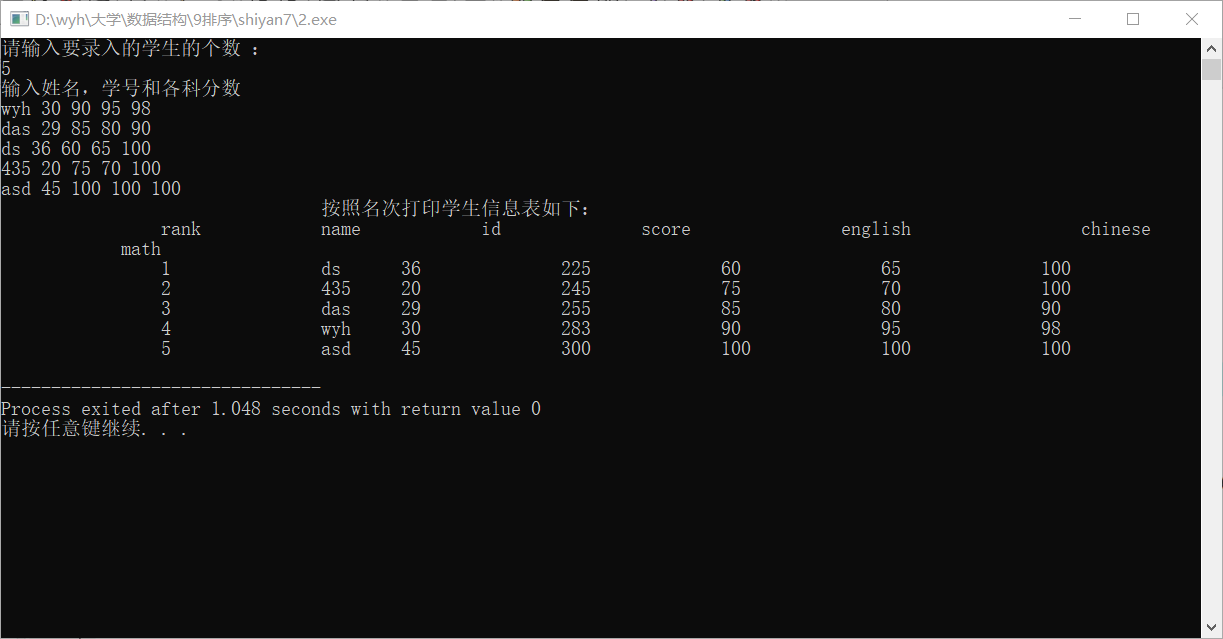 D:\wyh\大学\数据结构\9排序\shiyan7\2.exe
请输入要录入的学生的个数 :
5
输入姓名，学号和各科分数
wyh 30 90 95 98
das 29 85 80 90
ds 36 60 65 100
435 20 75 70 100
asd 45 100 100 100
按照名次打印学生信息表如下:
rank name id score english chinese
math
1 ds 36 225 60 65 100
2 435 20 245 75 70 100
3 das 29 255 85 80 90
4 wyh 30 283 90 95 98
5 asd 45 300 100 100 100
--------------------------------
Process exited after 1.048 seconds with return value 0
请按任意键继续. . .